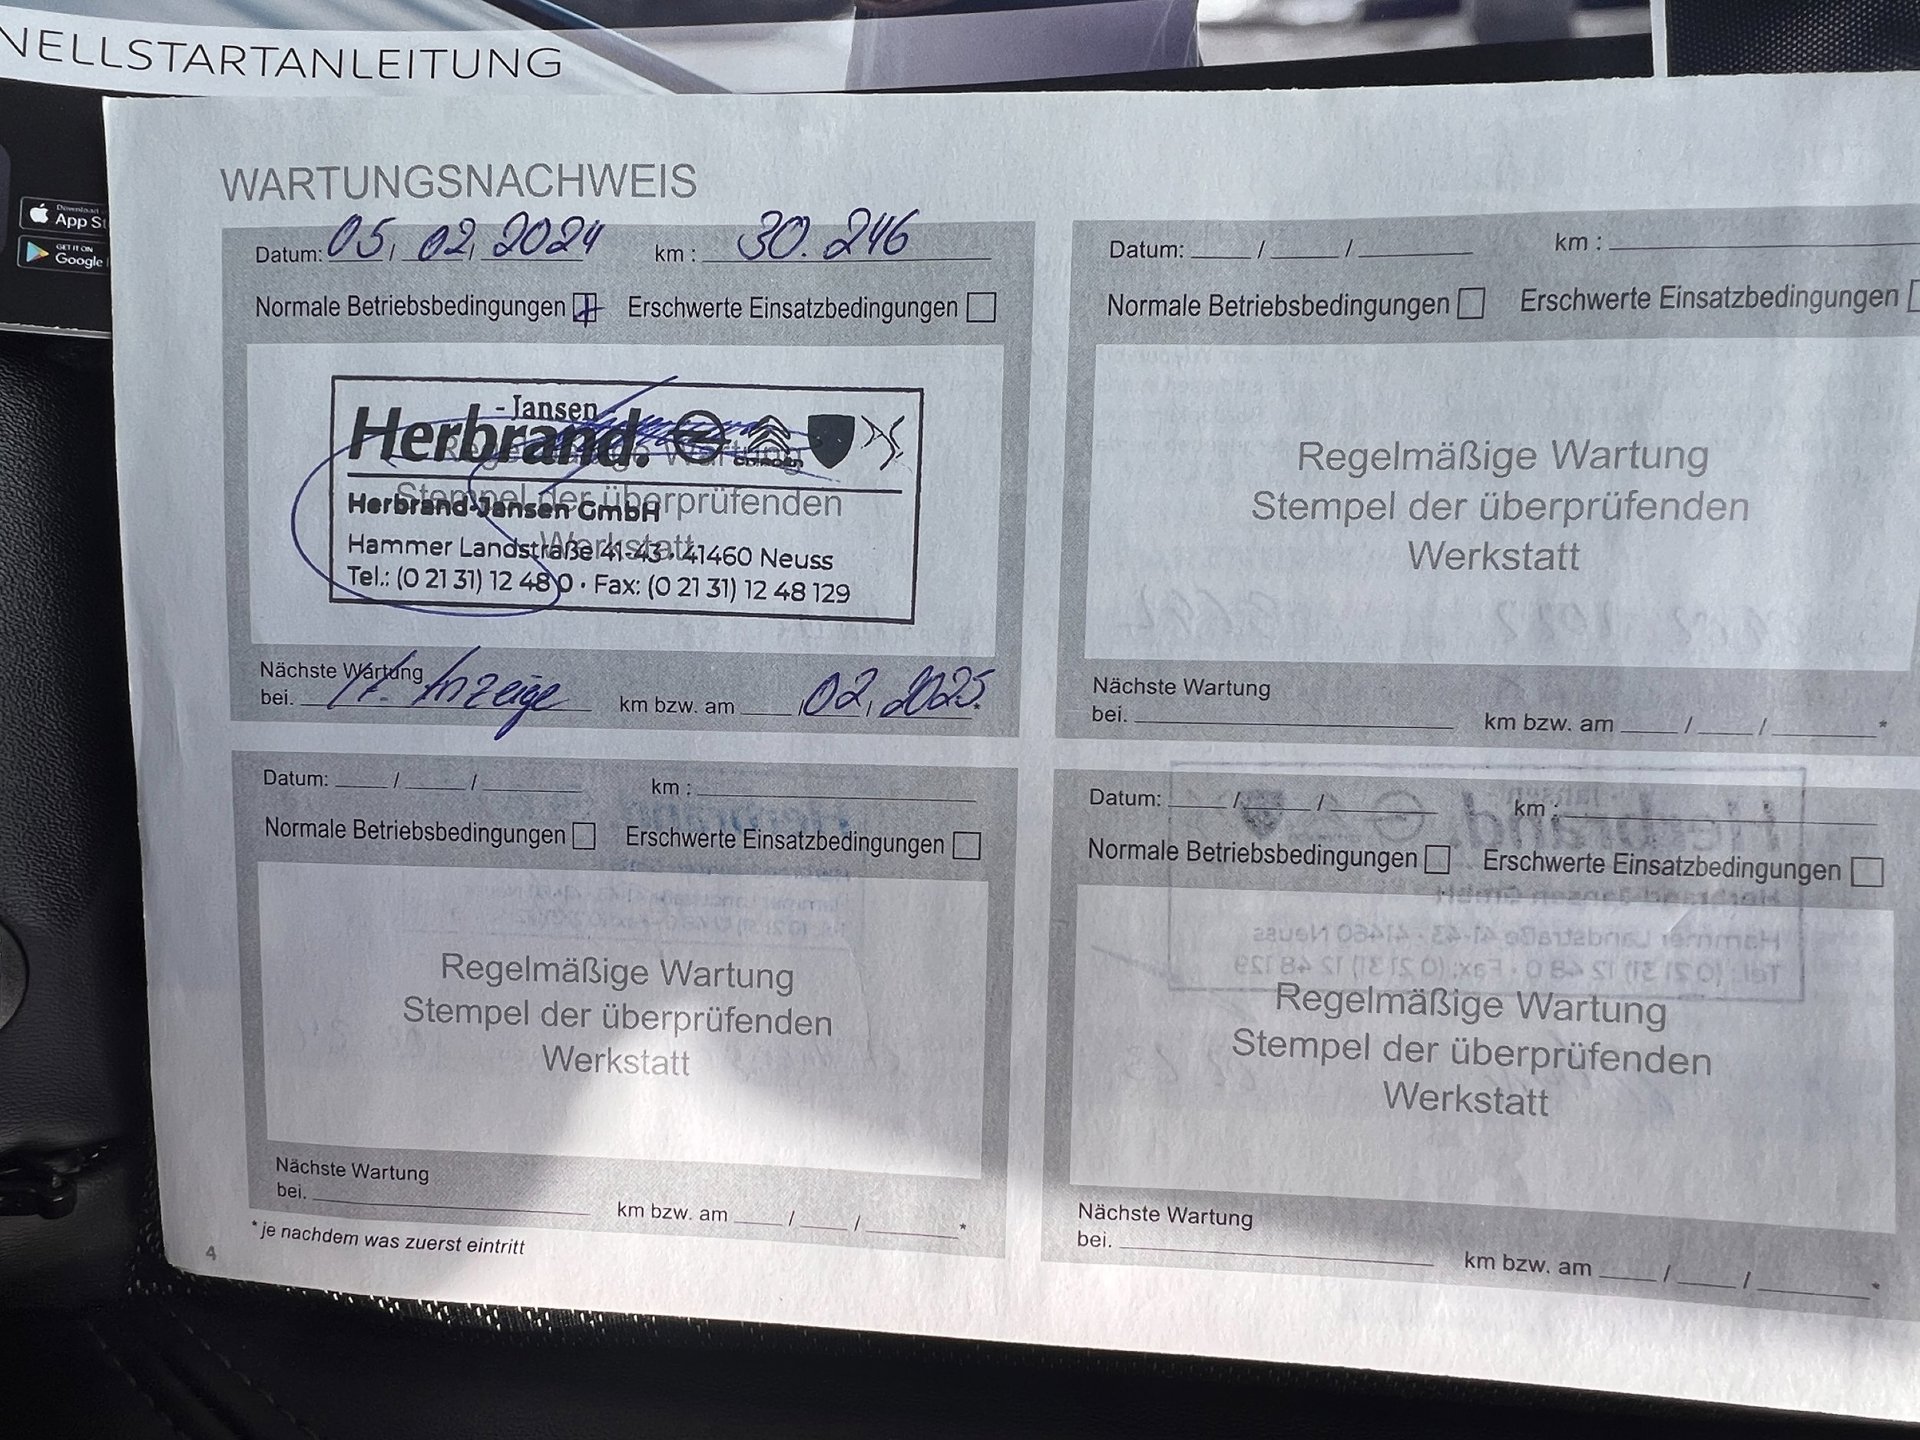 NELLSTARTANLEITUNG
Download
App St
GET IT ON
Google
WARTUNGSNACHWEIS
Datum: 05, 02, 2024 km : 30.246
Normale Betriebsbedingungen Erschwerte Einsatzbedingungen
- Jansen
Herbrand.
CITROËN
Regelmäßige Wartung
Stempel der überprüfenden
Werkstatt
Herbrand-Jansen GmbH
Hammer Landstraße 41-43 · 41460 Neuss
Tel.: (0 21 31) 12 48 0 · Fax: (0 21 31) 12 48 129
Nächste Wartung
bei. lt. Anzeige km bzw. am 02, 2025. *
Datum: / / km :
Normale Betriebsbedingungen Erschwerte Einsatzbedingungen
Regelmäßige Wartung
Stempel der überprüfenden
Werkstatt
Nächste Wartung
bei. km bzw. am / / *
Datum: / / km :
Normale Betriebsbedingungen Erschwerte Einsatzbedingungen
Regelmäßige Wartung
Stempel der überprüfenden
Werkstatt
Nächste Wartung
bei. km bzw. am / / *
Datum: / / km :
Normale Betriebsbedingungen Erschwerte Einsatzbedingungen
Regelmäßige Wartung
Stempel der überprüfenden
Werkstatt
Nächste Wartung
bei. km bzw. am / / *
* je nachdem was zuerst eintritt
4